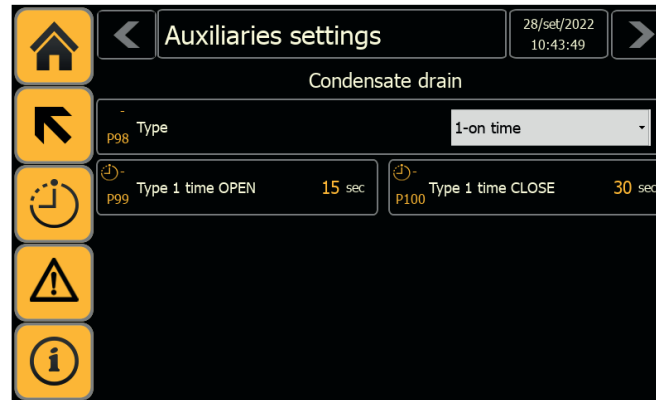 Auxiliaries settings
28/set/2022
10:43:49
Condensate drain
-
P98 Type
1-on time
-
P99 Type 1 time OPEN 15 sec
-
P100 Type 1 time CLOSE 30 sec
i